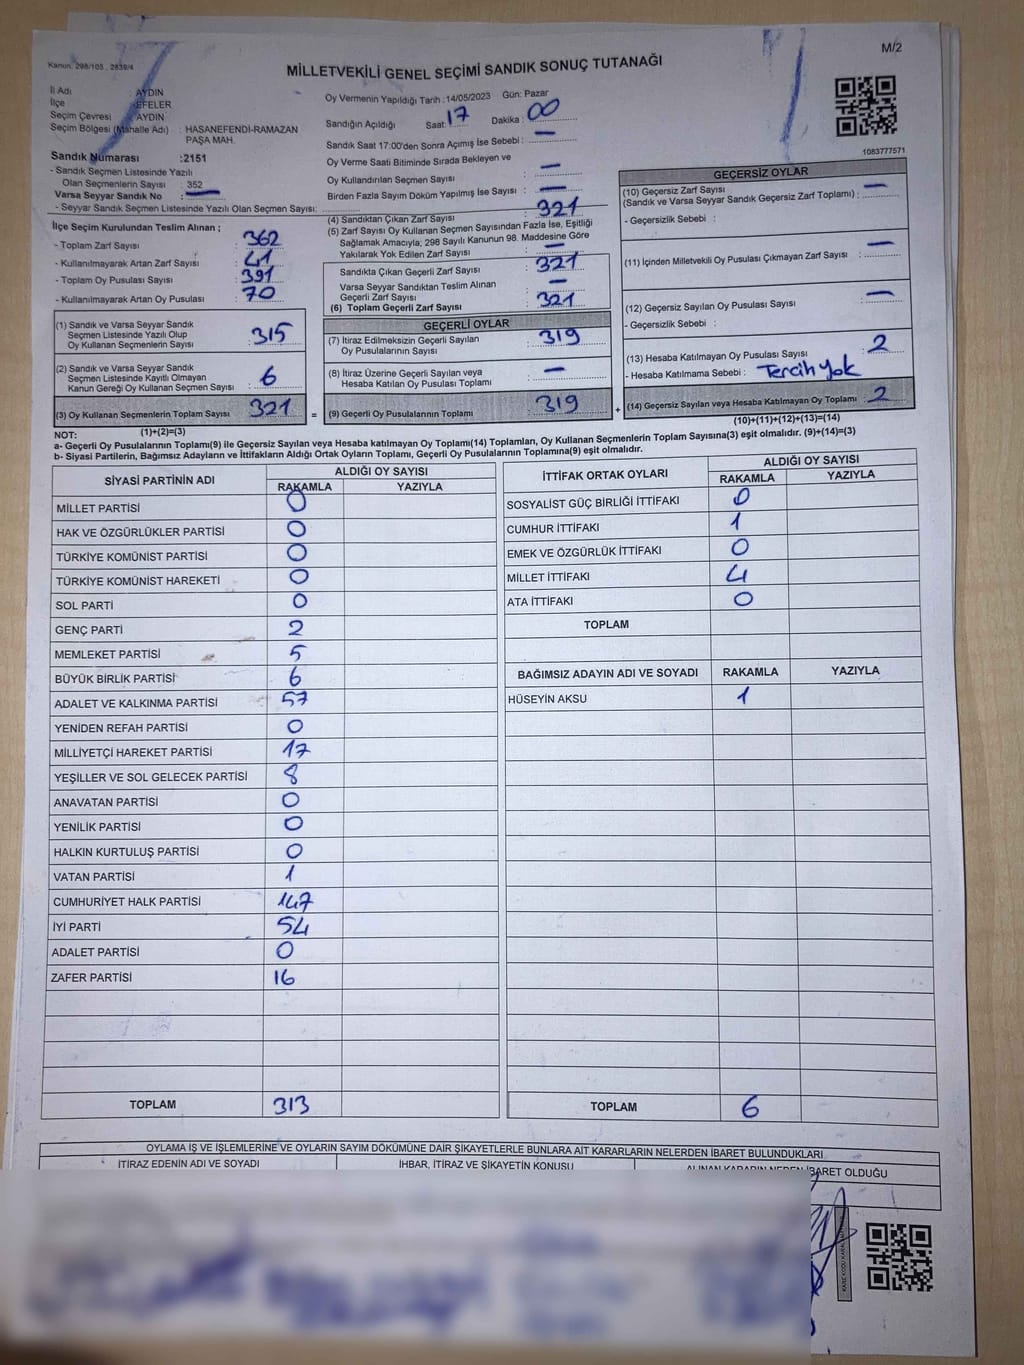 M/2
Kanun. 298/105 , 2839/4
MİLLETVEKİLİ GENEL SEÇİMİ SANDIK SONUÇ TUTANAĞI
İl Adı : AYDIN
İlçe : EFELER
Seçim Çevresi : AYDIN
Seçim Bölgesi (Mahalle Adı) : HASANEFENDİ-RAMAZAN PAŞA MAH.
Sandık Numarası :2151
- Sandık Seçmen Listesinde Yazılı
Olan Seçmenlerin Sayısı : 352
Varsa Seyyar Sandık No : —
- Seyyar Sandık Seçmen Listesinde Yazılı Olan Seçmen Sayısı:
Oy Vermenin Yapıldığı Tarih :14/05/2023 Gün: Pazar
Sandığın Açıldığı Saat: 17 Dakika : 00
Sandık Saat 17:00'den Sonra Açımış İse Sebebi : —
Oy Verme Saati Bitiminde Sırada Bekleyen ve
Oy Kullandırılan Seçmen Sayısı : —
Birden Fazla Sayım Döküm Yapılmış İse Sayısı : —
1083777571
İlçe Seçim Kurulundan Teslim Alınan ;
- Toplam Zarf Sayısı : 362
- Kullanılmayarak Artan Zarf Sayısı : 41
- Toplam Oy Pusulası Sayısı : 391
- Kullanılmayarak Artan Oy Pusulası : 70
(1) Sandık ve Varsa Seyyar Sandık
Seçmen Listesinde Yazılı Olup
Oy Kullanan Seçmenlerin Sayısı : 315
(2) Sandık ve Varsa Seyyar Sandık
Seçmen Listesinde Kayıtlı Olmayan
Kanun Gereği Oy Kullanan Seçmen Sayısı : 6
(3) Oy Kullanan Seçmenlerin Toplam Sayısı : 321
(1)+(2)=(3)
(4) Sandıktan Çıkan Zarf Sayısı : 321
(5) Zarf Sayısı Oy Kullanan Seçmen Sayısından Fazla İse, Eşitliği
Sağlamak Amacıyla, 298 Sayılı Kanunun 98. Maddesine Göre
Yakılarak Yok Edilen Zarf Sayısı : —
Sandıkta Çıkan Geçerli Zarf Sayısı : 321
Varsa Seyyar Sandıktan Teslim Alınan
Geçerli Zarf Sayısı : —
(6) Toplam Geçerli Zarf Sayısı : 321
GEÇERLİ OYLAR
(7) İtiraz Edilmeksizin Geçerli Sayılan
Oy Pusulalarının Sayısı : 319
(8) İtiraz Üzerine Geçerli Sayılan veya
Hesaba Katılan Oy Pusulası Toplamı : —
= (9) Geçerli Oy Pusulalarının Toplamı : 319
GEÇERSİZ OYLAR
(10) Geçersiz Zarf Sayısı
(Sandık ve Varsa Seyyar Sandık Geçersiz Zarf Toplamı) : —
- Geçersizlik Sebebi :
(11) İçinden Milletvekili Oy Pusulası Çıkmayan Zarf Sayısı : —
(12) Geçersiz Sayılan Oy Pusulası Sayısı : —
- Geçersizlik Sebebi :
(13) Hesaba Katılmayan Oy Pusulası Sayısı : 2
- Hesaba Katılmama Sebebi : Tercih yok
+ (14) Geçersiz Sayılan veya Hesaba Katılmayan Oy Toplamı : 2
(10)+(11)+(12)+(13)=(14)
NOT:
a- Geçerli Oy Pusulalarının Toplamı(9) ile Geçersiz Sayılan veya Hesaba katılmayan Oy Toplamı(14) Toplamları, Oy Kullanan Seçmenlerin Toplam Sayısına(3) eşit olmalıdır. (9)+(14)=(3)
b- Siyasi Partilerin, Bağımsız Adayların ve İttifakların Aldığı Ortak Oyların Toplamı, Geçerli Oy Pusulalarının Toplamına(9) eşit olmalıdır.
SİYASİ PARTİNİN ADI ALDIĞI OY SAYISI
RAKAMLA YAZIYLA
MİLLET PARTİSİ 0
HAK VE ÖZGÜRLÜKLER PARTİSİ 0
TÜRKİYE KOMÜNİST PARTİSİ 0
TÜRKİYE KOMÜNİST HAREKETİ 0
SOL PARTİ 0
GENÇ PARTİ 2
MEMLEKET PARTİSİ 5
BÜYÜK BİRLİK PARTİSİ 6
ADALET VE KALKINMA PARTİSİ 57
YENİDEN REFAH PARTİSİ 0
MİLLİYETÇİ HAREKET PARTİSİ 17
YEŞİLLER VE SOL GELECEK PARTİSİ 8
ANAVATAN PARTİSİ 0
YENİLİK PARTİSİ 0
HALKIN KURTULUŞ PARTİSİ 0
VATAN PARTİSİ 1
CUMHURİYET HALK PARTİSİ 147
İYİ PARTİ 54
ADALET PARTİSİ 0
ZAFER PARTİSİ 16
TOPLAM 313
İTTİFAK ORTAK OYLARI ALDIĞI OY SAYISI
RAKAMLA YAZIYLA
SOSYALİST GÜÇ BİRLİĞİ İTTİFAKI 0
CUMHUR İTTİFAKI 1
EMEK VE ÖZGÜRLÜK İTTİFAKI 0
MİLLET İTTİFAKI 4
ATA İTTİFAKI 0
TOPLAM
BAĞIMSIZ ADAYIN ADI VE SOYADI RAKAMLA YAZIYLA
HÜSEYİN AKSU 1
TOPLAM 6
OYLAMA İŞ VE İŞLEMLERİNE VE OYLARIN SAYIM DÖKÜMÜNE DAİR ŞİKAYETLERLE BUNLARA AİT KARARLARIN NELERDEN İBARET BULUNDUKLARI
İTİRAZ EDENİN ADI VE SOYADI İHBAR, İTİRAZ VE ŞİKAYETİN KONUSU ALINAN KARARIN NEDEN İBARET OLDUĞU